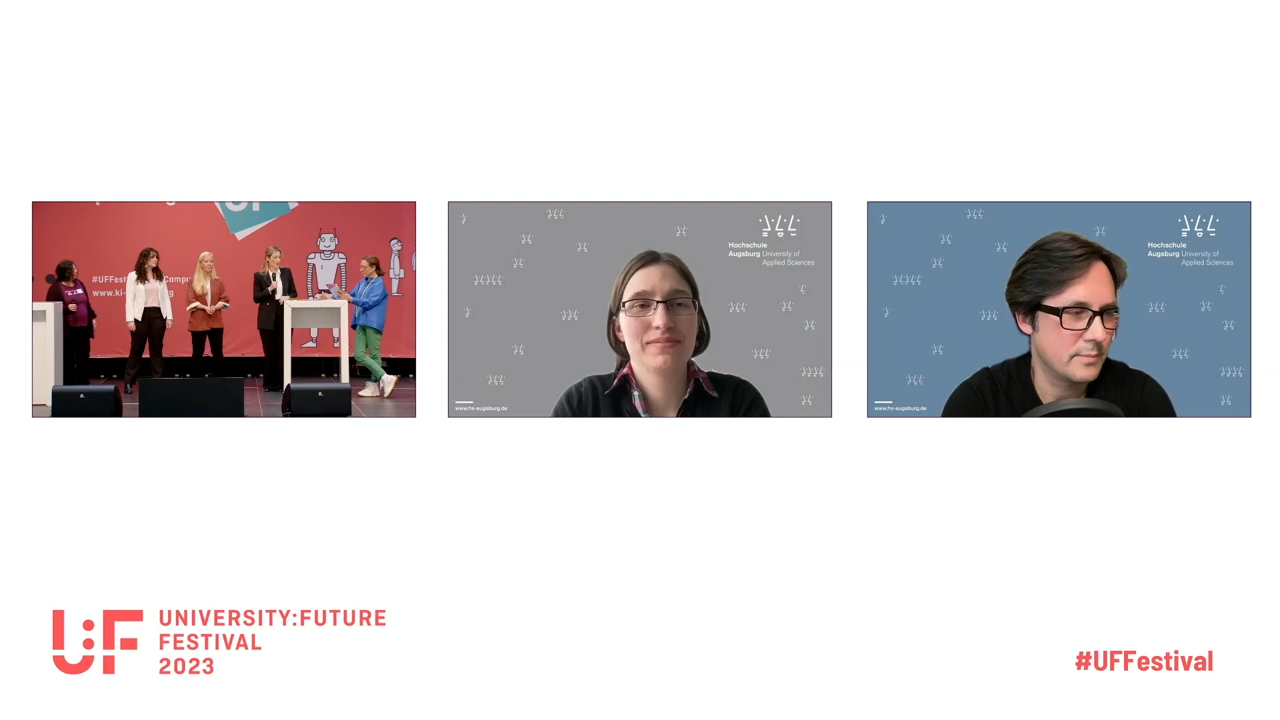 #UFFest
www.ki-
Hochschule
Augsburg University of
Applied Sciences
www.hs-augsburg.de
Hochschule
Augsburg University of
Applied Sciences
www.hs-augsburg.de
U:F
UNIVERSITY:FUTURE
FESTIVAL
2023
#UFFestival